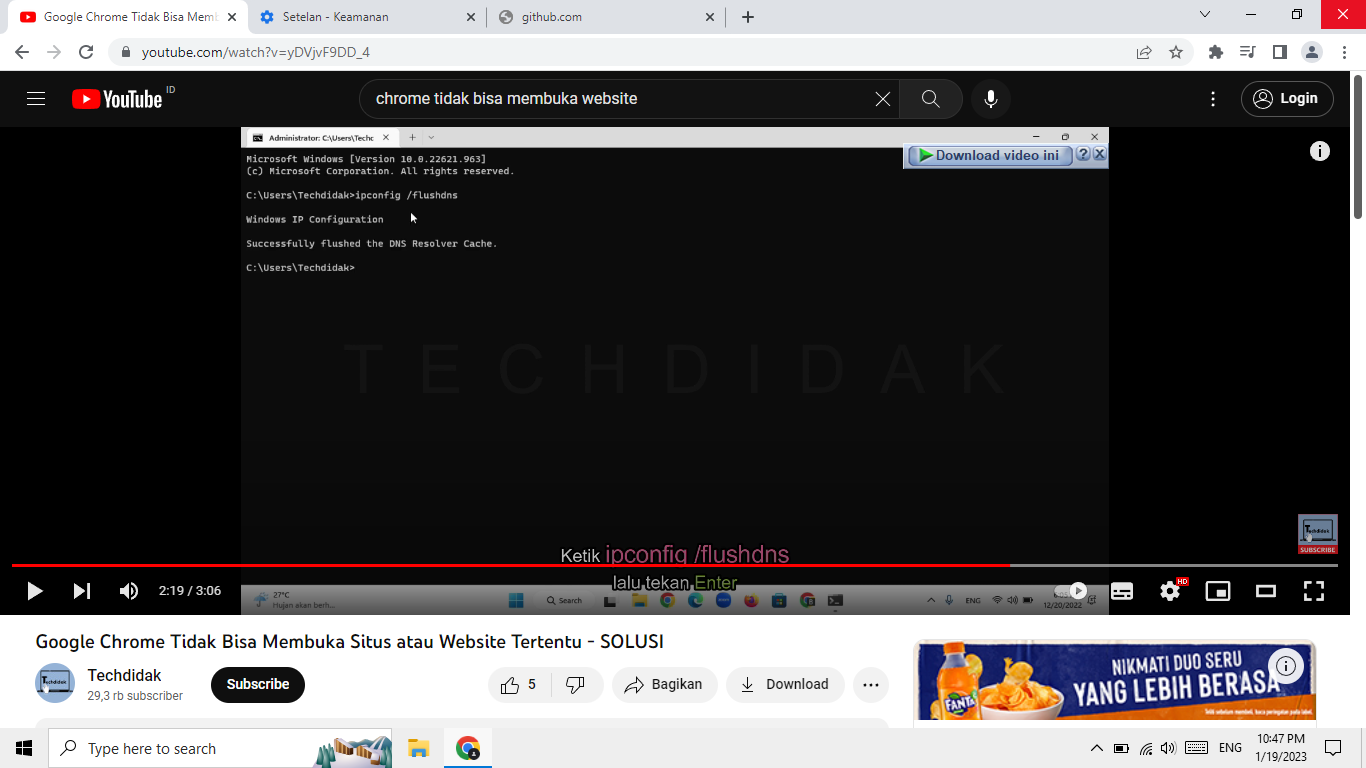 Google Chrome Tidak Bisa Memb
Setelan - Keamanan
github.com
youtube.com/watch?v=yDVjvF9DD_4
YouTube ID
chrome tidak bisa membuka website
Login
Administrator: C:\Users\Techc
Microsoft Windows [Version 10.0.22621.963]
(c) Microsoft Corporation. All rights reserved.
Download video ini ? X
C:\Users\Techdidak>ipconfig /flushdns
Windows IP Configuration
Successfully flushed the DNS Resolver Cache.
C:\Users\Techdidak>
TECHDIDAK
Techdidak
SUBSCRIBE
Ketik ipconfig /flushdns
lalu tekan Enter
2:19 / 3:06
HD
27°C
Hujan akan berh...
Search
ENG
12/20/2022
Google Chrome Tidak Bisa Membuka Situs atau Website Tertentu - SOLUSI
Techdidak
Techdidak
29,3 rb subscriber
Subscribe
5
Bagikan
Download
NIKMATI DUO SERU
YANG LEBIH BERASA
FANTA
Type here to search
ENG
10:47 PM
1/19/2023